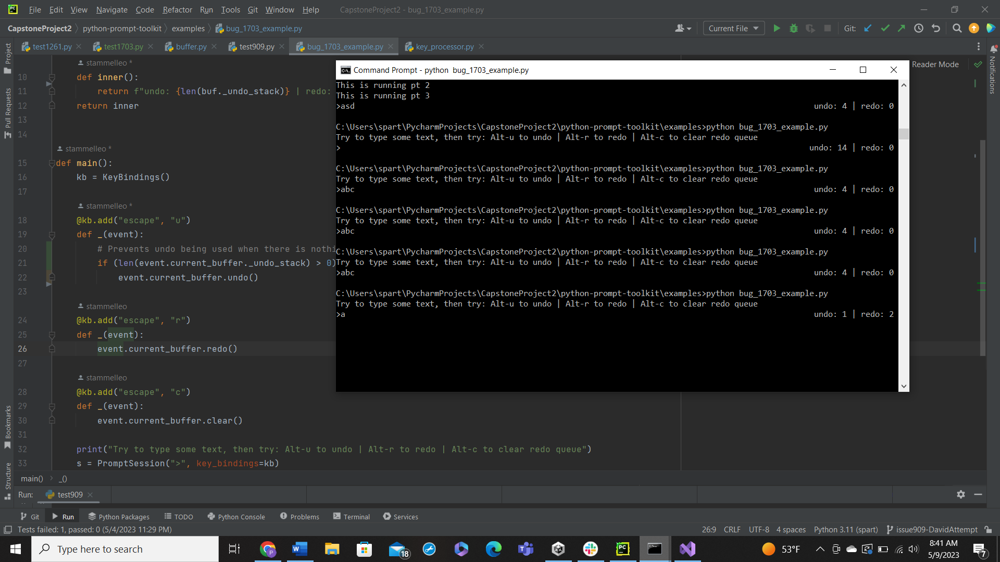 File Edit View Navigate Code Refactor Run Tools Git Window Help CapstoneProject2 - bug_1703_example.py
CapstoneProject2 python-prompt-toolkit examples bug_1703_example.py Current File Git:
test1261.py test1703.py buffer.py test909.py bug_1703_example.py key_processor.py
Project
Pull Requests
Bookmarks
Structure
Notifications
Reader Mode
stammelleo *
10 def inner():
11 return f"undo: {len(buf._undo_stack)} | redo:
12 return inner
13
14
stammelleo *
15 def main():
16 kb = KeyBindings()
17
stammelleo *
18 @kb.add("escape", "u")
19 def _(event):
20 # Prevents undo being used when there is nothi
21 if (len(event.current_buffer._undo_stack) > 0)
22 event.current_buffer.undo()
23
stammelleo
24 @kb.add("escape", "r")
25 def _(event):
26 event.current_buffer.redo()
27
stammelleo
28 @kb.add("escape", "c")
29 def _(event):
30 event.current_buffer.clear()
31
32 print("Try to type some text, then try: Alt-u to undo | Alt-r to redo | Alt-c to clear redo queue")
33 s = PromptSession(">", key_bindings=kb)
Command Prompt - python bug_1703_example.py
This is running pt 2
This is running pt 3
>asd undo: 4 | redo: 0
C:\Users\spart\PycharmProjects\CapstoneProject2\python-prompt-toolkit\examples>python bug_1703_example.py
Try to type some text, then try: Alt-u to undo | Alt-r to redo | Alt-c to clear redo queue
> undo: 14 | redo: 0
C:\Users\spart\PycharmProjects\CapstoneProject2\python-prompt-toolkit\examples>python bug_1703_example.py
Try to type some text, then try: Alt-u to undo | Alt-r to redo | Alt-c to clear redo queue
>abc undo: 4 | redo: 0
C:\Users\spart\PycharmProjects\CapstoneProject2\python-prompt-toolkit\examples>python bug_1703_example.py
Try to type some text, then try: Alt-u to undo | Alt-r to redo | Alt-c to clear redo queue
>abc undo: 4 | redo: 0
C:\Users\spart\PycharmProjects\CapstoneProject2\python-prompt-toolkit\examples>python bug_1703_example.py
Try to type some text, then try: Alt-u to undo | Alt-r to redo | Alt-c to clear redo queue
>abc undo: 4 | redo: 0
C:\Users\spart\PycharmProjects\CapstoneProject2\python-prompt-toolkit\examples>python bug_1703_example.py
Try to type some text, then try: Alt-u to undo | Alt-r to redo | Alt-c to clear redo queue
>a undo: 1 | redo: 2
main() _()
Run: test909
Git Run Python Packages TODO Python Console Problems Terminal Services
Tests failed: 1, passed: 0 (5/4/2023 11:29 PM) 26:9 CRLF UTF-8 4 spaces Python 3.11 (spart) issue909-DavidAttempt
Type here to search 18 53°F 8:41 AM
5/9/2023 7